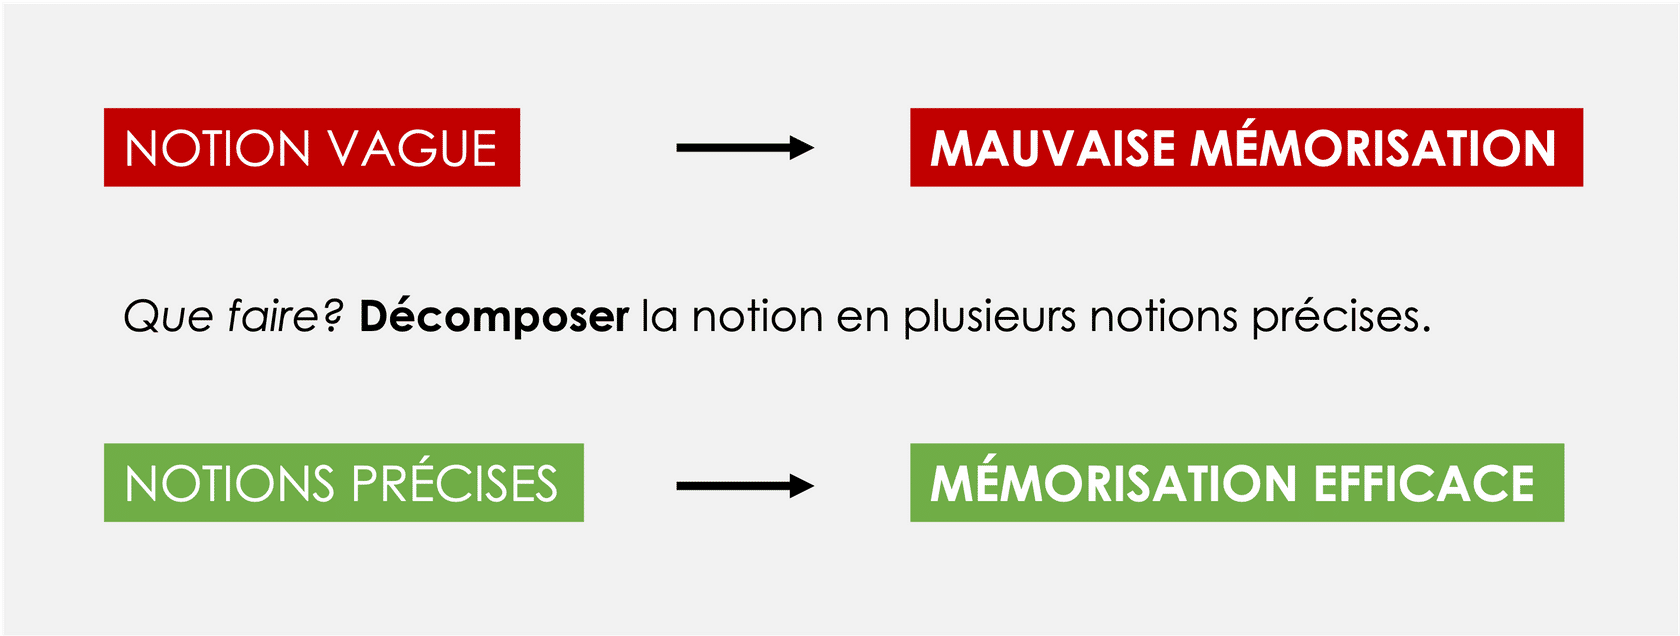 NOTION VAGUE MAUVAISE MÉMORISATION
Que faire? Décomposer la notion en plusieurs notions précises.
NOTIONS PRÉCISES MÉMORISATION EFFICACE